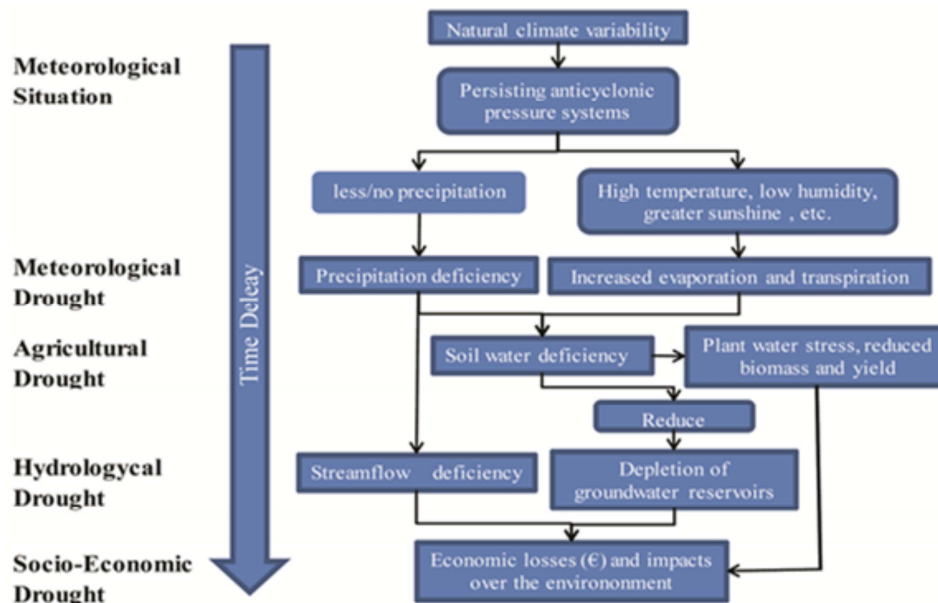 Natural climate variability
Meteorological
Situation
Persisting anticyclonic
pressure systems
less/no precipitation
High temperature, low humidity,
greater sunshine , etc.
Meteorological
Drought
Precipitation deficiency
Increased evaporation and transpiration
Time Deleay
Agricultural
Drought
Soil water deficiency
Plant water stress, reduced
biomass and yield
Reduce
Hydrologycal
Drought
Streamflow deficiency
Depletion of
groundwater reservoirs
Socio-Economic
Drought
Economic losses (€) and impacts
over the environonment